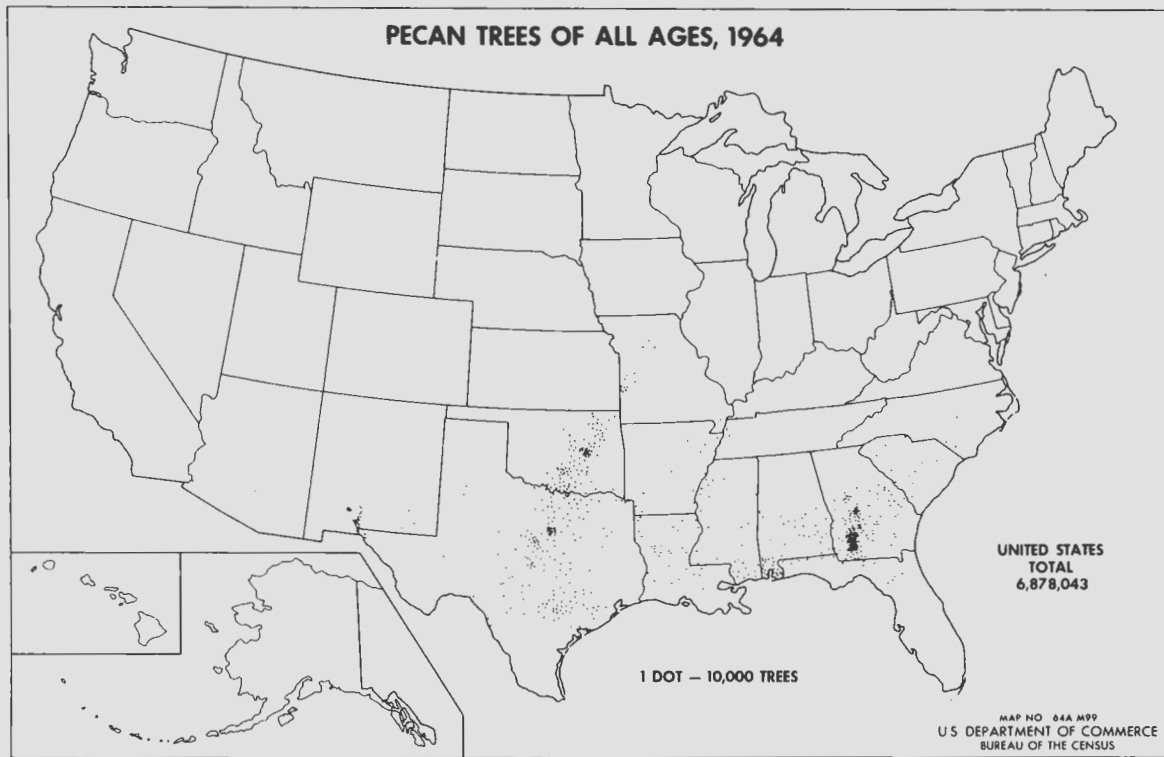 PECAN TREES OF ALL AGES, 1964
UNITED STATES
TOTAL
6,878,043
1 DOT — 10,000 TREES
MAP NO 64A M99
U S DEPARTMENT OF COMMERCE
BUREAU OF THE CENSUS